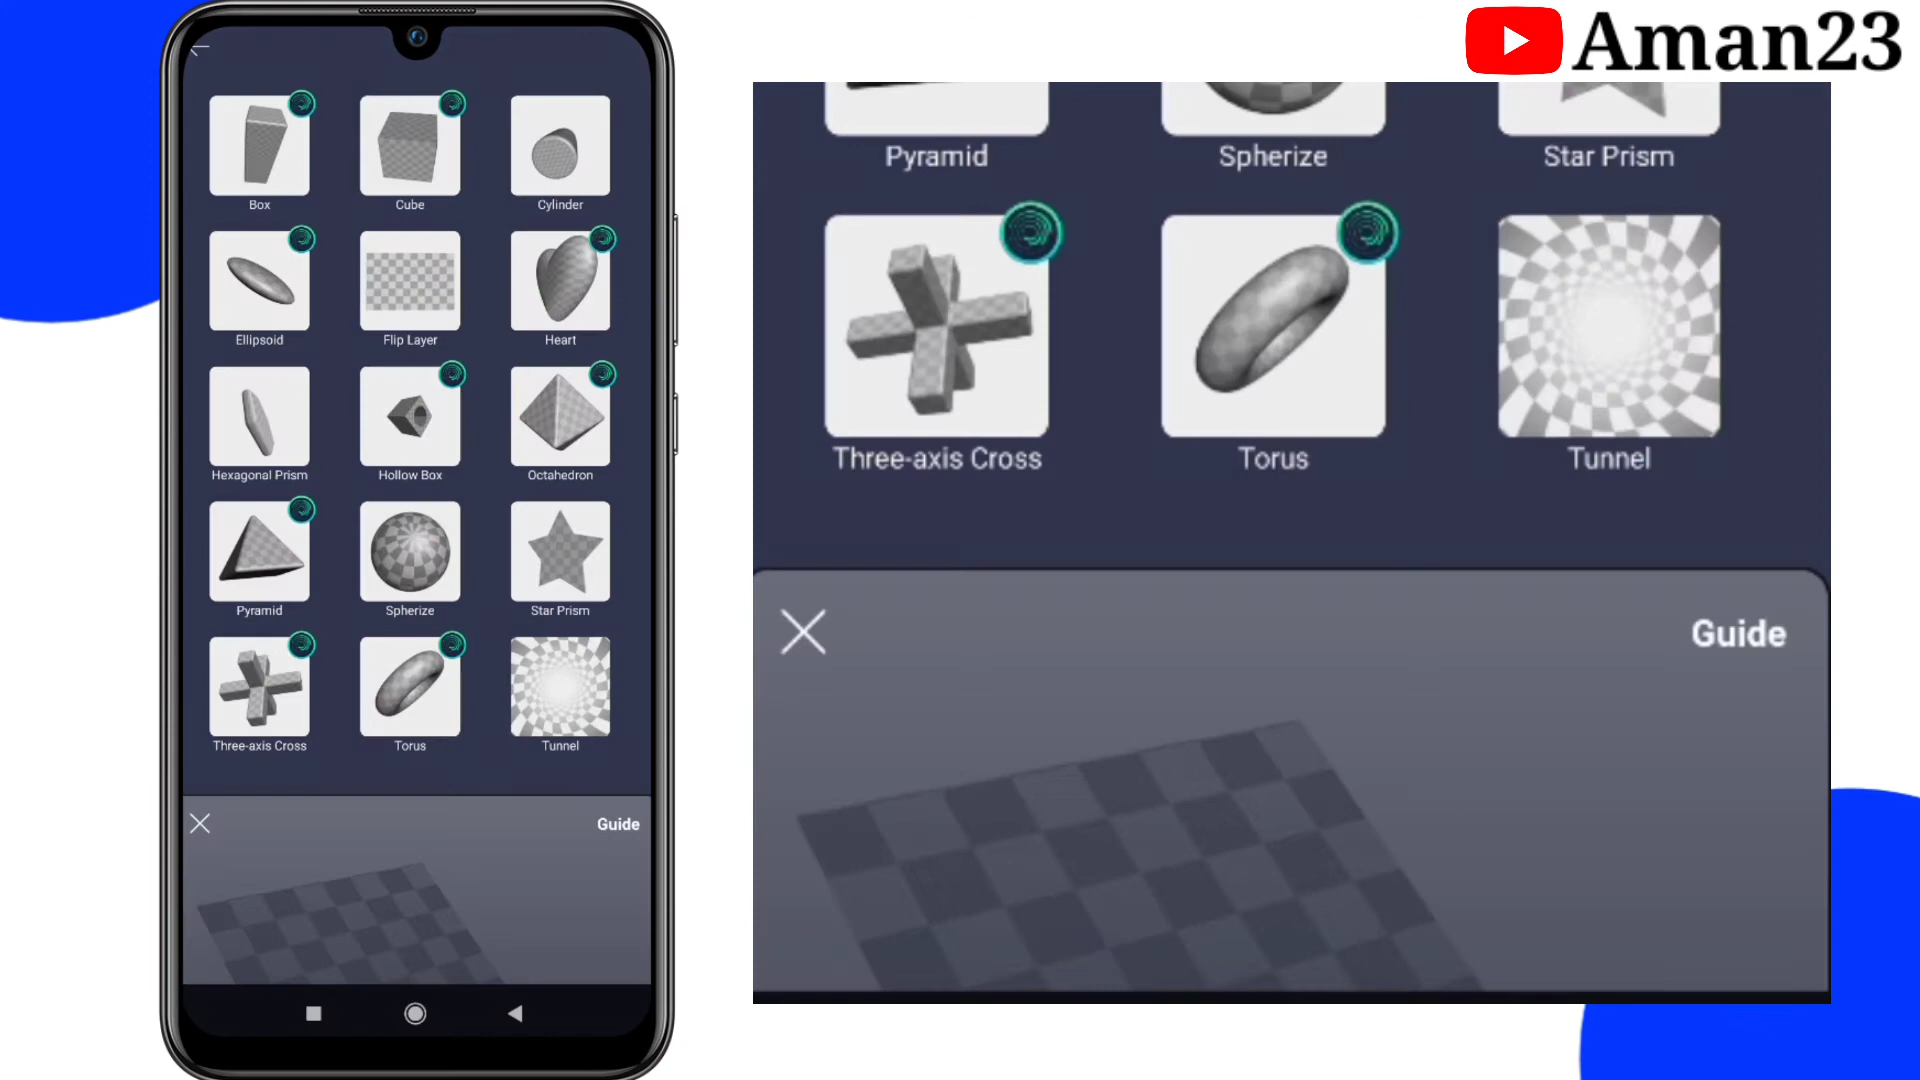 Aman23
Box
Cube
Cylinder
Ellipsoid
Flip Layer
Heart
Hexagonal Prism
Hollow Box
Octahedron
Pyramid
Spherize
Star Prism
Three-axis Cross
Torus
Tunnel
Guide
Pyramid
Spherize
Star Prism
Three-axis Cross
Torus
Tunnel
Guide